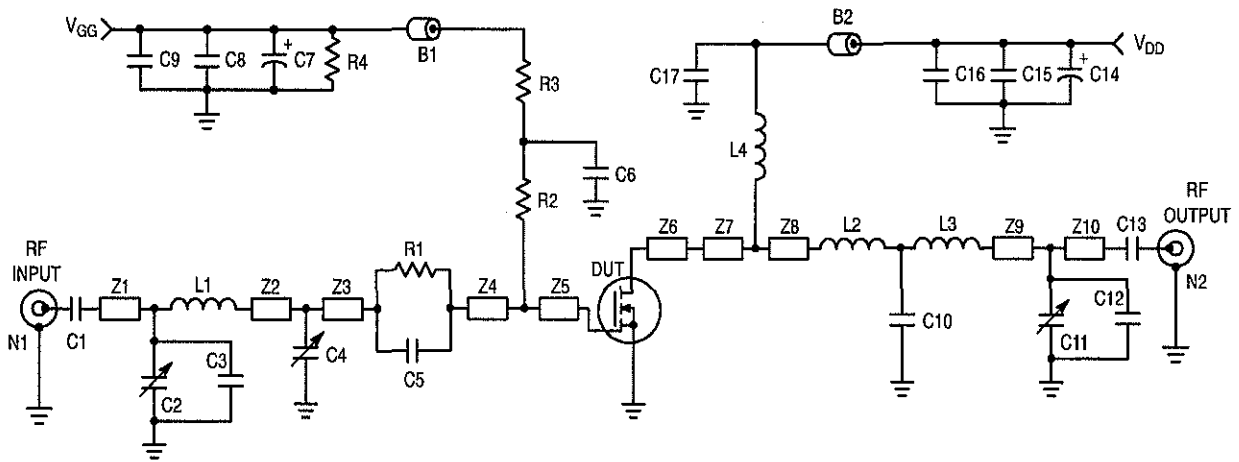 VGG
C9
C8
C7
+
R4
B1
R3
C6
R2
B2
C17
C16
C15
+
C14
VDD
L4
RF
INPUT
N1
C1
Z1
L1
Z2
Z3
R1
C5
Z4
Z5
C2
C3
C4
DUT
Z6
Z7
Z8
L2
L3
Z9
Z10
C13
RF
OUTPUT
N2
C10
C11
C12